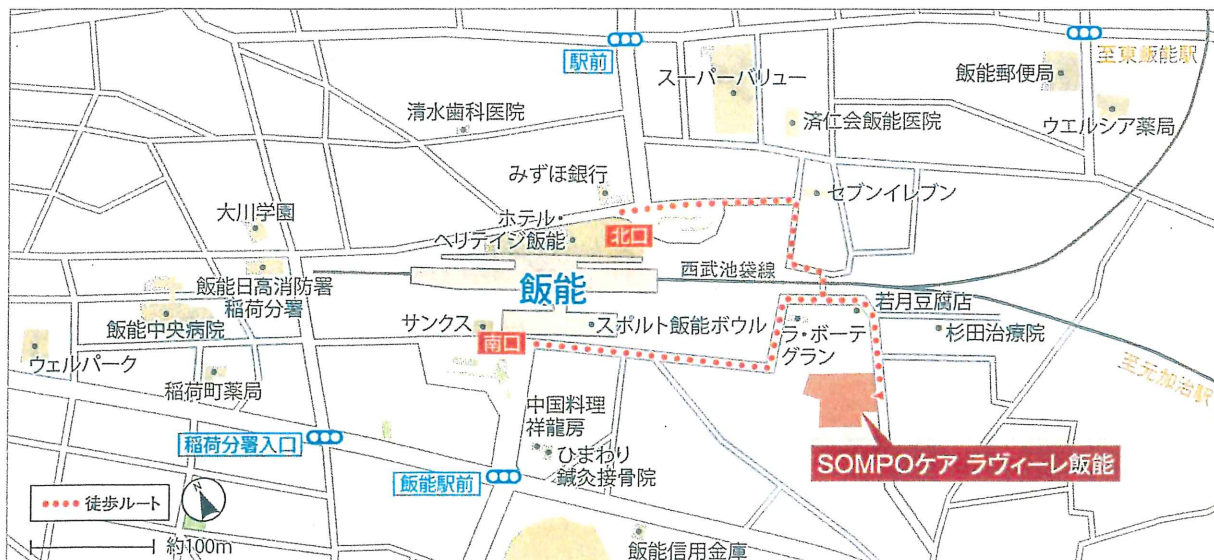 駅前
至東飯能駅
スーパーバリュー
飯能郵便局
清水歯科医院
済仁会飯能医院
ウエルシア薬局
みずほ銀行
セブンイレブン
大川学園
ホテル・
ヘリテイジ飯能
北口
西武池袋線
飯能日高消防署
稲荷分署
飯能
若月豆腐店
飯能中央病院
サンクス
スポルト飯能ボウル
ラ・ボーテ
グラン
杉田治療院
南口
ウェルパーク
稲荷町薬局
至元加治駅
中国料理
祥龍房
稲荷分署入口
ひまわり
鍼灸接骨院
SOMPOケア ラヴィーレ飯能
飯能駅前
徒歩ルート
N
約100m
飯能信用金庫